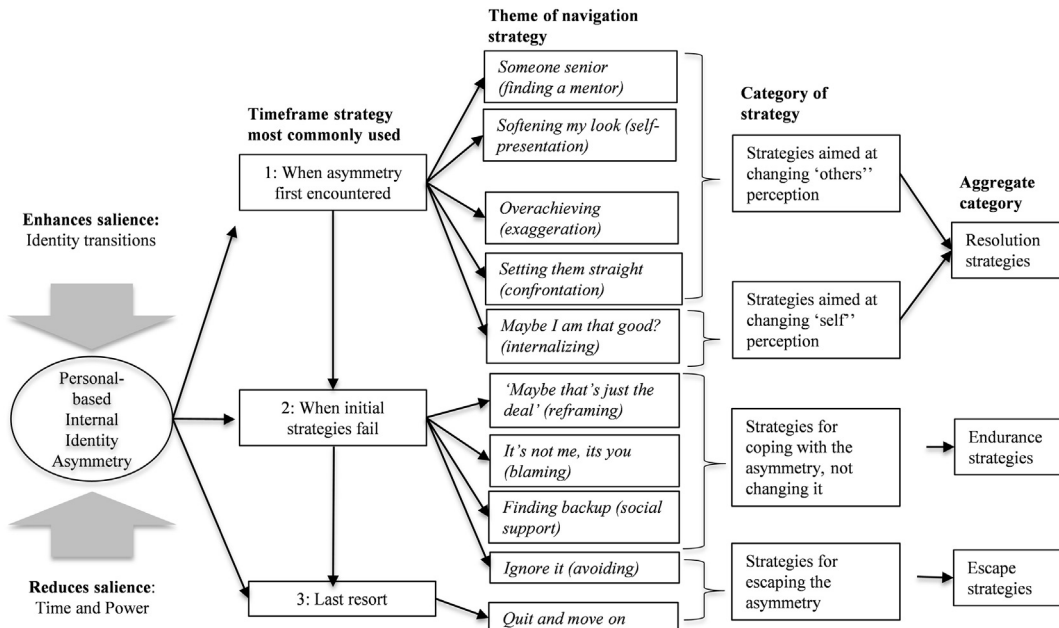 Theme of navigation
strategy
Someone senior
(finding a mentor)
Category of
strategy
Timeframe strategy
most commonly used
Softening my look (self-
presentation)
1: When asymmetry
first encountered
Strategies aimed at
changing ‘others’’
perception
Aggregate
category
Enhances salience:
Identity transitions
Overachieving
(exaggeration)
Resolution
strategies
Setting them straight
(confrontation)
Maybe I am that good?
(internalizing)
Strategies aimed at
changing ‘self’’
perception
Personal-
based
Internal
Identity
Asymmetry
2: When initial
strategies fail
‘Maybe that’s just the
deal’ (reframing)
It’s not me, its you
(blaming)
Finding backup (social
support)
Strategies for
coping with the
asymmetry, not
changing it
Endurance
strategies
Ignore it (avoiding)
Strategies for
escaping the
asymmetry
Escape
strategies
Reduces salience:
Time and Power
3: Last resort
Quit and move on